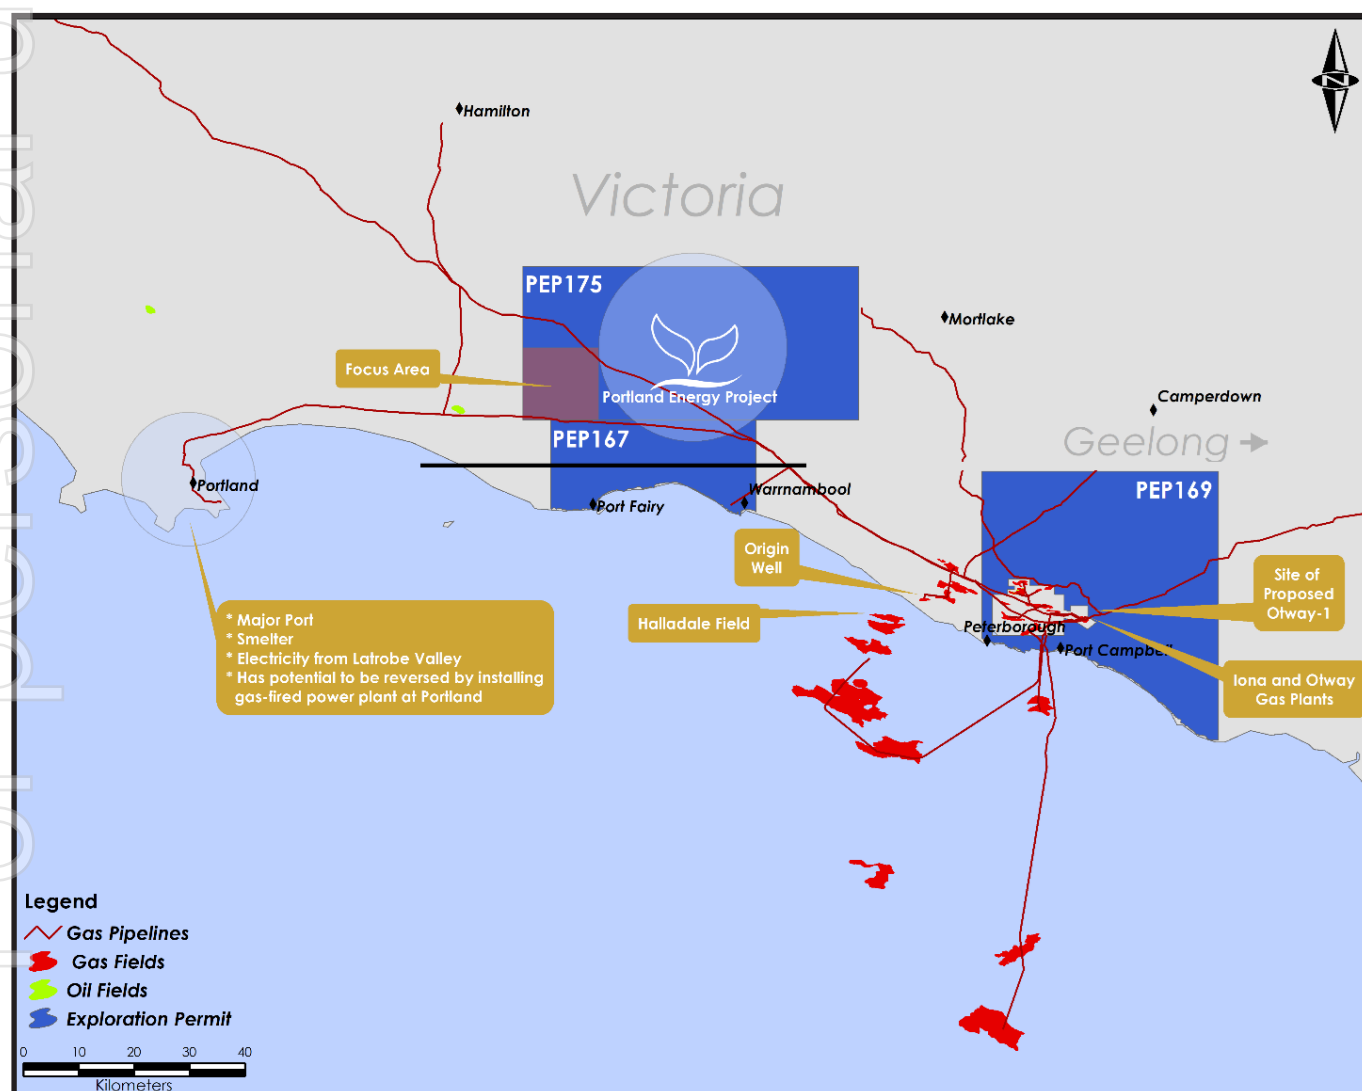 Hamilton
Victoria
PEP175
Mortlake
Focus Area
Portland Energy Project
Camperdown
Geelong
PEP167
Portland
Port Fairy
Warrnambool
PEP169
Origin
Well
Site of
Proposed
Otway-1
Halladale Field
Peterborough
Port Campbell
* Major Port
* Smelter
* Electricity from Latrobe Valley
* Has potential to be reversed by installing
gas-fired power plant at Portland
Iona and Otway
Gas Plants
N
Legend
Gas Pipelines
Gas Fields
Oil Fields
Exploration Permit
0 10 20 30 40
Kilometers